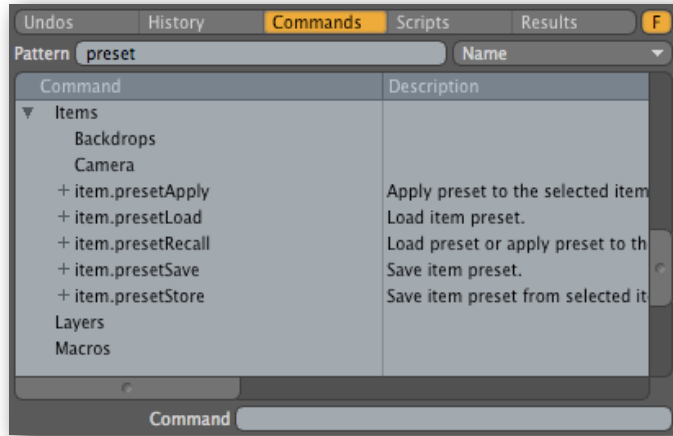 Undos History Commands Scripts Results F
Pattern preset Name
Command Description
Items
Backdrops
Camera
+ item.presetApply Apply preset to the selected item
+ item.presetLoad Load item preset.
+ item.presetRecall Load preset or apply preset to th
+ item.presetSave Save item preset.
+ item.presetStore Save item preset from selected it
Layers
Macros
Command